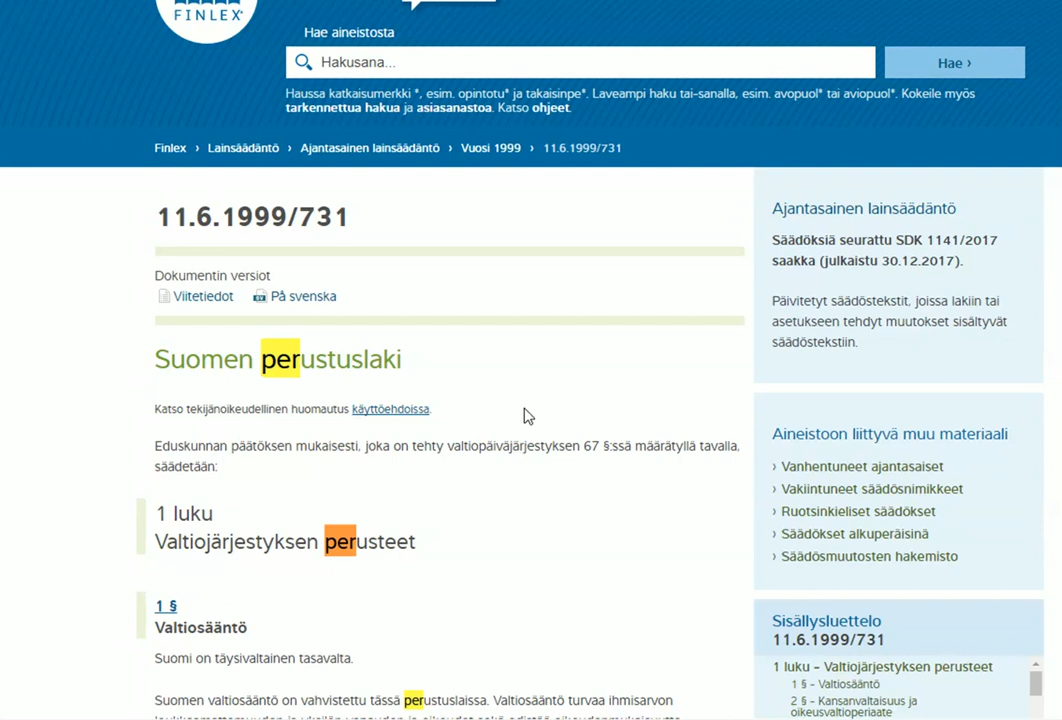 FINLEX
Hae aineistosta
Hakusana...
Hae ›
Haussa katkaisumerkki *, esim. opintotu* ja takaisinpe*. Laveampi haku tai-sanalla, esim. avopuol* tai aviopuol*. Kokeile myös
tarkennettua hakua ja asiasanastoa. Katso ohjeet.
Finlex › Lainsäädäntö › Ajantasainen lainsäädäntö › Vuosi 1999 › 11.6.1999/731
11.6.1999/731
Dokumentin versiot
Viitetiedot På svenska
Suomen perustuslaki
Katso tekijänoikeudellinen huomautus käyttöehdoissa.
Eduskunnan päätöksen mukaisesti, joka on tehty valtiopäiväjärjestyksen 67 §:ssä määrätyllä tavalla,
säädetään:
1 luku
Valtiojärjestyksen perusteet
1 §
Valtiosääntö
Suomi on täysivaltainen tasavalta.
Suomen valtiosääntö on vahvistettu tässä perustuslaissa. Valtiosääntö turvaa ihmisarvon
Ajantasainen lainsäädäntö
Säädöksiä seurattu SDK 1141/2017
saakka (julkaistu 30.12.2017).
Päivitetyt säädöstekstit, joissa lakiin tai
asetukseen tehdyt muutokset sisältyvät
säädöstekstiin.
Aineistoon liittyvä muu materiaali
› Vanhentuneet ajantasaiset
› Vakiintuneet säädösnimikkeet
› Ruotsinkieliset säädökset
› Säädökset alkuperäisinä
› Säädösmuutosten hakemisto
Sisällysluettelo
11.6.1999/731
1 luku – Valtiojärjestyksen perusteet
1 § – Valtiosääntö
2 § – Kansanvaltaisuus ja
oikeusvaltioperiaate